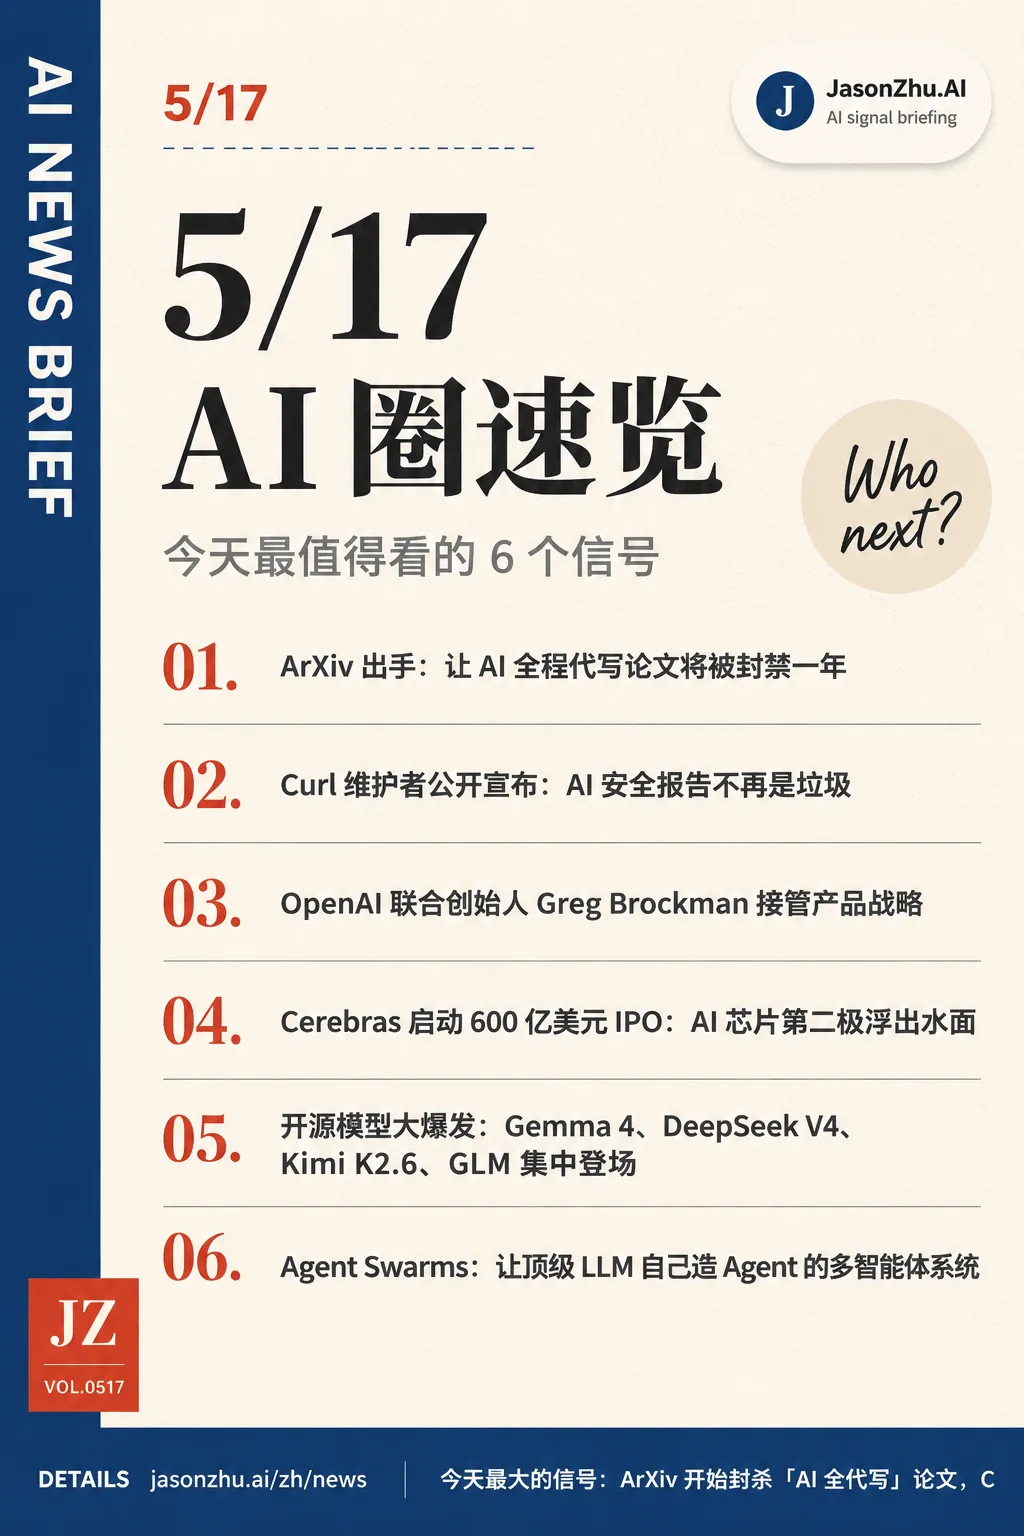 AI NEWS BRIEF
5/17
J
JasonZhu.AI
AI signal briefing
5/17
AI 圈速览
今天最值得看的 6 个信号
Who
next?
01. ArXiv 出手：让 AI 全程代写论文将被封禁一年
02. Curl 维护者公开宣布：AI 安全报告不再是垃圾
03. OpenAI 联合创始人 Greg Brockman 接管产品战略
04. Cerebras 启动 600 亿美元 IPO：AI 芯片第二极浮出水面
05. 开源模型大爆发：Gemma 4、DeepSeek V4、
Kimi K2.6、GLM 集中登场
06. Agent Swarms：让顶级 LLM 自己造 Agent 的多智能体系统
JZ
VOL.0517
DETAILS jasonzhu.ai/zh/news 今天最大的信号：ArXiv 开始封杀「AI 全代写」论文，C